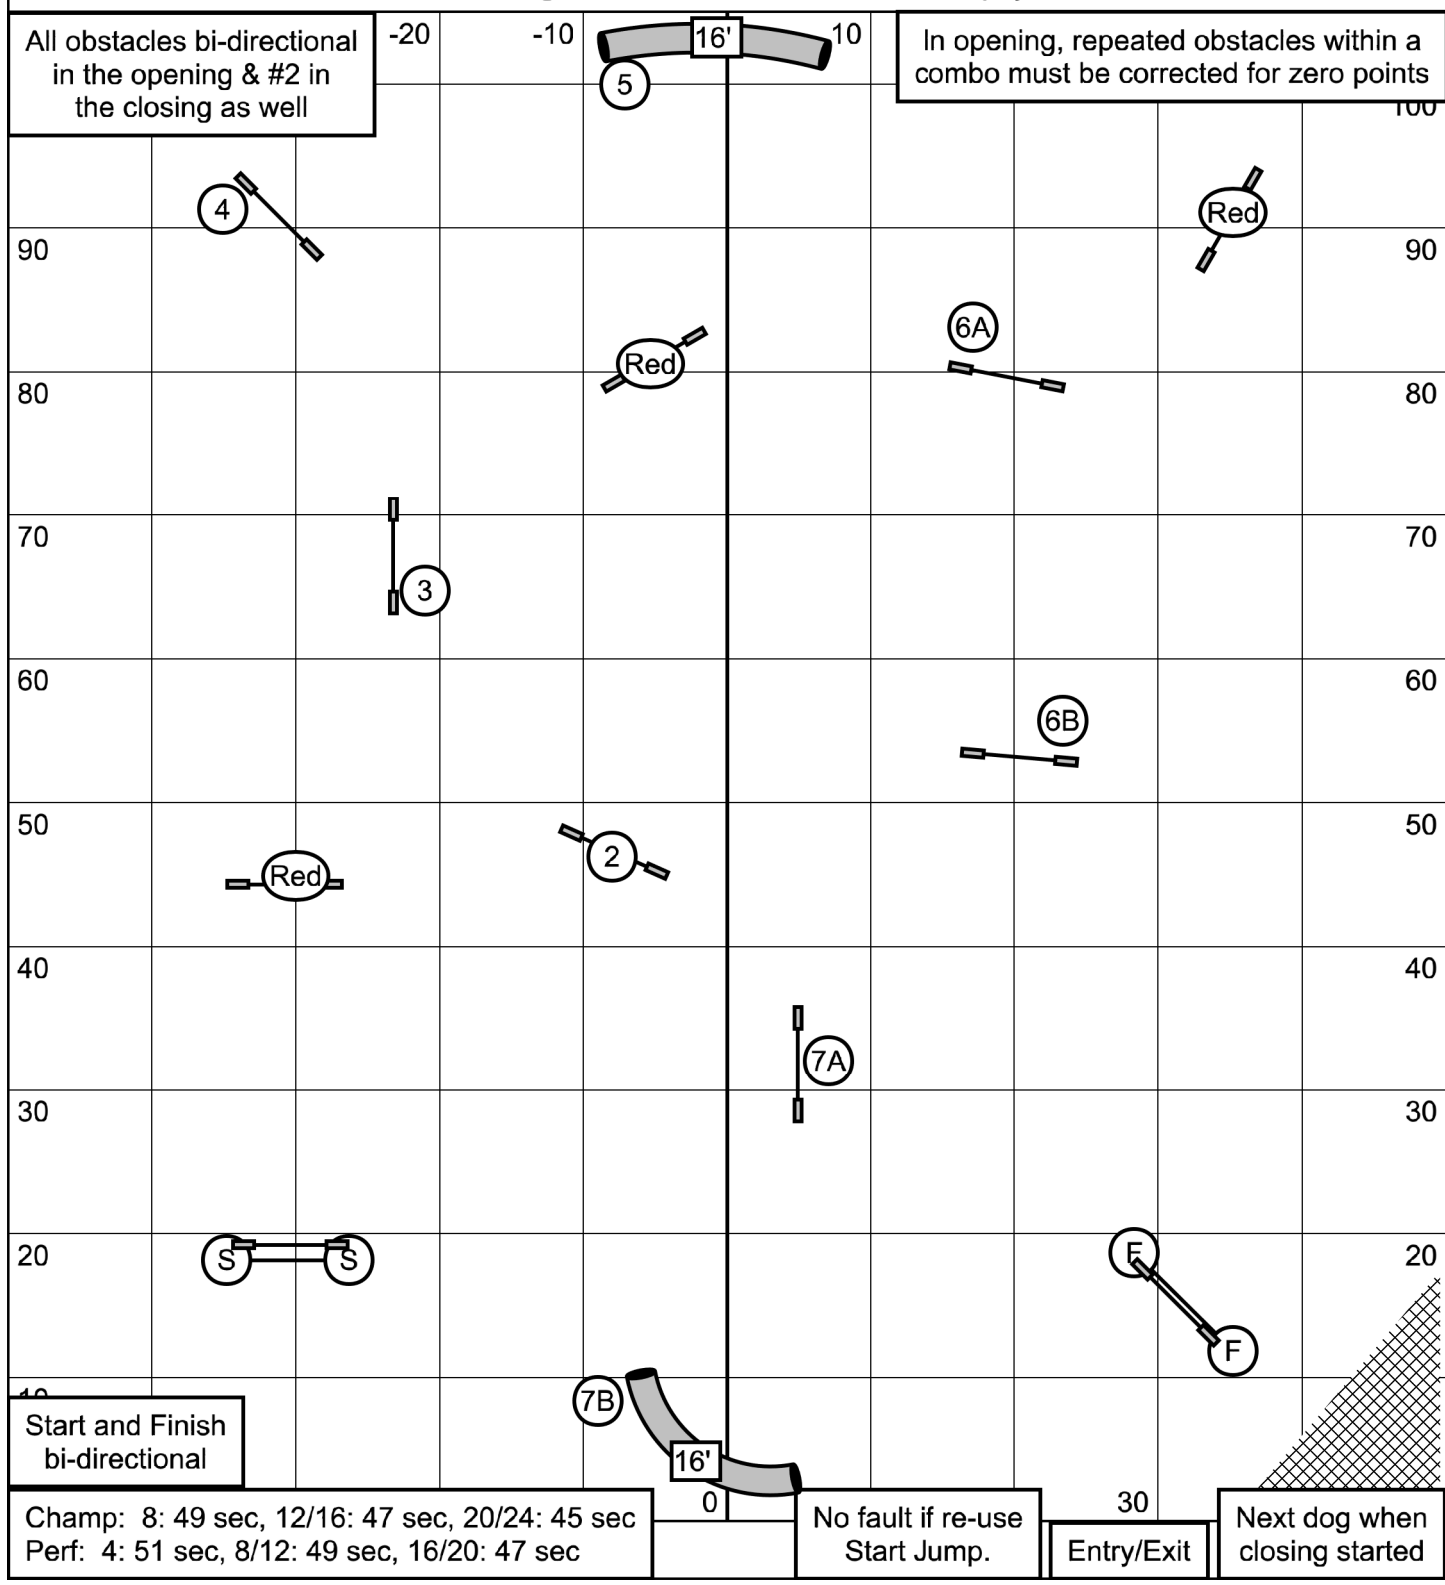 All obstacles bi-directional
in the opening & #2 in
the closing as well
-20
-10
16'
10
In opening, repeated obstacles within a
combo must be corrected for zero points
5
100
4
Red
90
90
6A
Red
80
80
70
70
3
60
60
6B
50
50
2
Red
40
40
7A
30
30
S
S
20
F
20
F
10
7B
Start and Finish
bi-directional
16'
Champ: 8: 49 sec, 12/16: 47 sec, 20/24: 45 sec
Perf: 4: 51 sec, 8/12: 49 sec, 16/20: 47 sec
0
No fault if re-use
Start Jump.
30
Entry/Exit
Next dog when
closing started